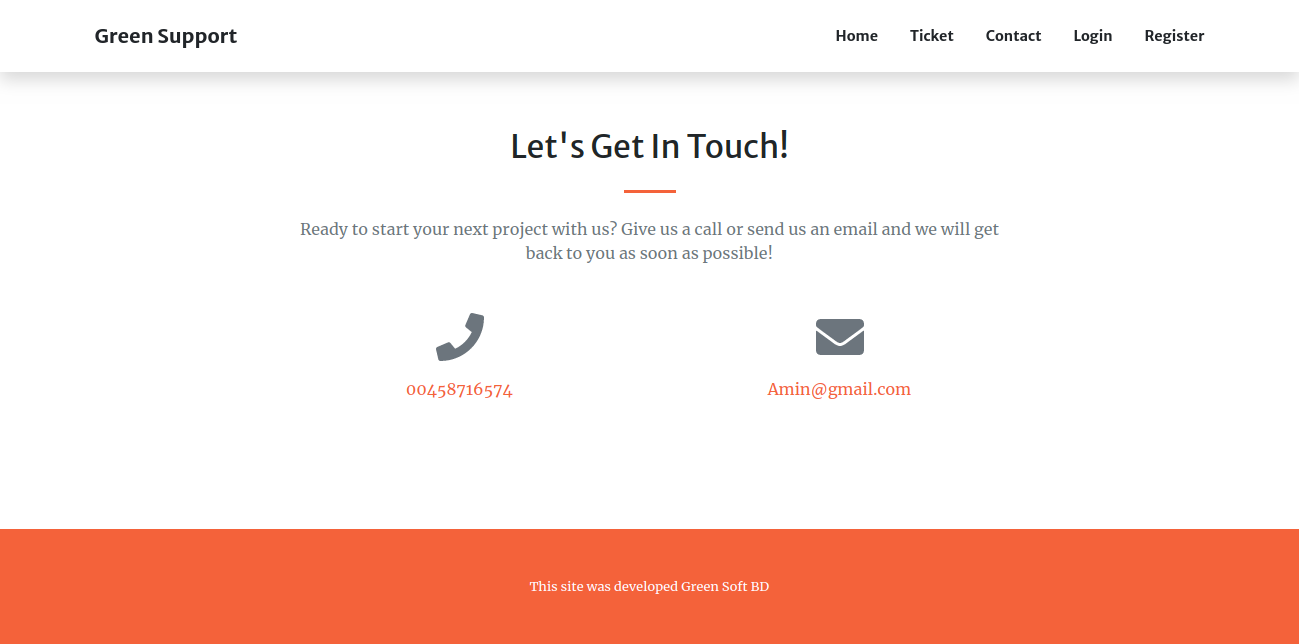 Green Support
Home Ticket Contact Login Register
Let's Get In Touch!
Ready to start your next project with us? Give us a call or send us an email and we will get
back to you as soon as possible!
00458716574
Amin@gmail.com
This site was developed Green Soft BD